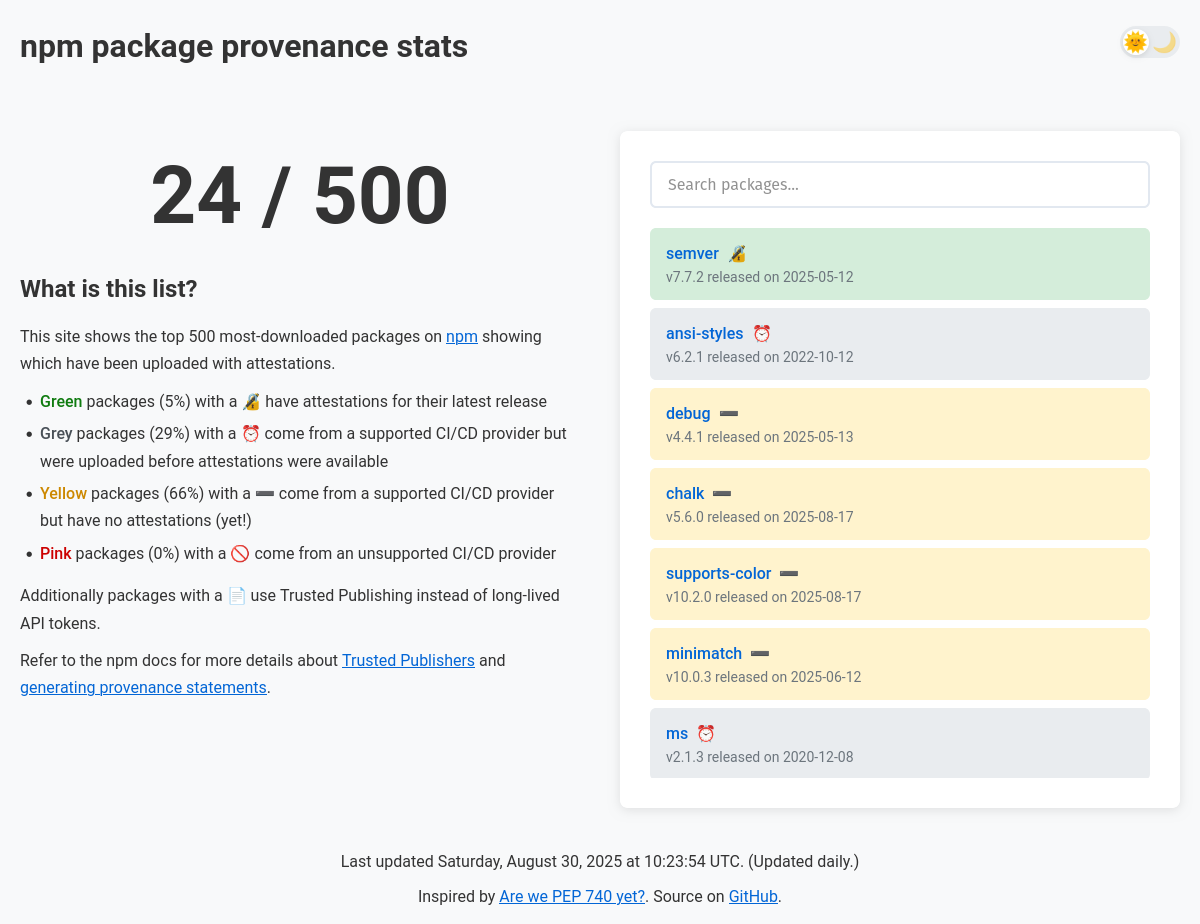 npm package provenance stats
🌞🌛
24 / 500
What is this list?
This site shows the top 500 most-downloaded packages on npm showing
which have been uploaded with attestations.
• Green packages (5%) with a 🔏 have attestations for their latest release
• Grey packages (29%) with a ⏰ come from a supported CI/CD provider but
were uploaded before attestations were available
• Yellow packages (66%) with a ➖ come from a supported CI/CD provider
but have no attestations (yet!)
• Pink packages (0%) with a 🚫 come from an unsupported CI/CD provider
Additionally packages with a 📄 use Trusted Publishing instead of long-lived
API tokens.
Refer to the npm docs for more details about Trusted Publishers and
generating provenance statements.
Search packages...
semver 🔏
v7.7.2 released on 2025-05-12
ansi-styles ⏰
v6.2.1 released on 2022-10-12
debug ➖
v4.4.1 released on 2025-05-13
chalk ➖
v5.6.0 released on 2025-08-17
supports-color ➖
v10.2.0 released on 2025-08-17
minimatch ➖
v10.0.3 released on 2025-06-12
ms ⏰
v2.1.3 released on 2020-12-08
Last updated Saturday, August 30, 2025 at 10:23:54 UTC. (Updated daily.)
Inspired by Are we PEP 740 yet?. Source on GitHub.